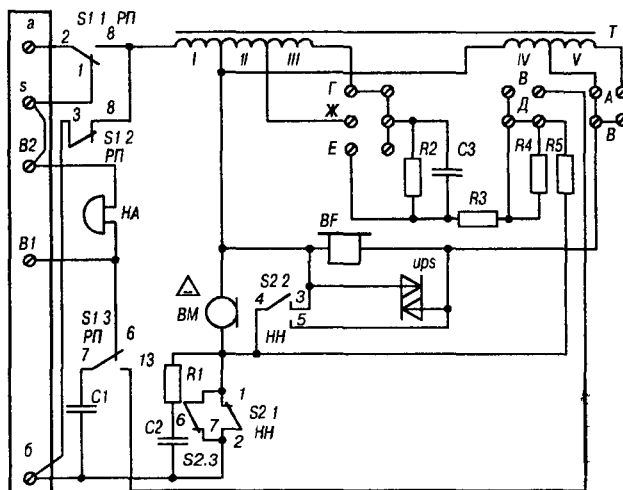 a
S1 1 РП
2
8
1
s
3
8
S1 2
РП
B2
HA
B1
S1 3
РП
7
6
13
C1
б
I
II
III
IV
V
T
Г
Ж
Е
В
Д
А
В
R2
C3
R3
R4
R5
BF
ups
S2 2
4
3
5
НН
BM
R1
C2
6
7
1
2
S2 1
НН
S2.3